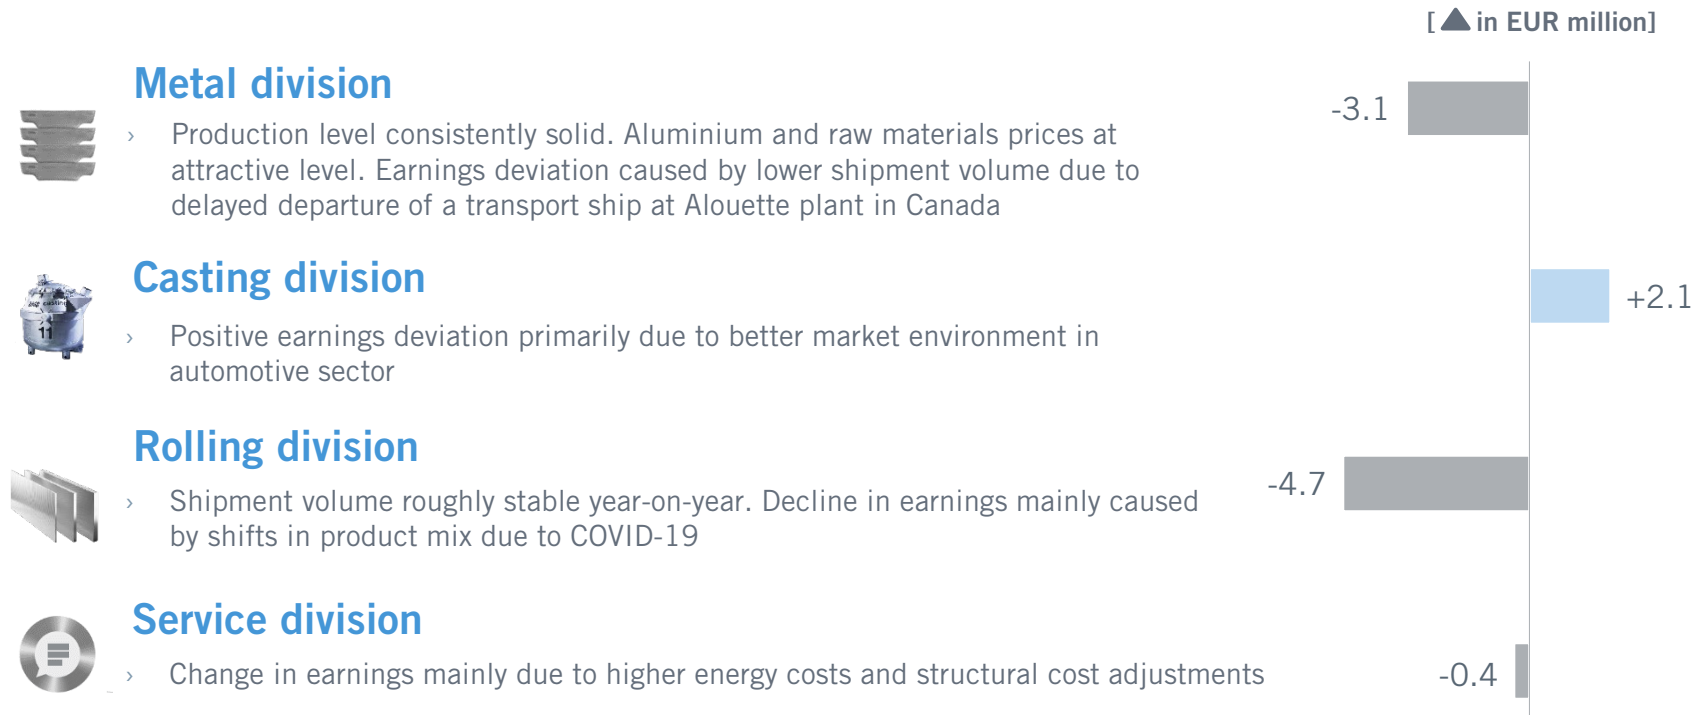 [ ▲ in EUR million]
Metal division
-3.1
› Production level consistently solid. Aluminium and raw materials prices at
attractive level. Earnings deviation caused by lower shipment volume due to
delayed departure of a transport ship at Alouette plant in Canada
Casting division
+2.1
11
› Positive earnings deviation primarily due to better market environment in
automotive sector
Rolling division
-4.7
› Shipment volume roughly stable year-on-year. Decline in earnings mainly caused
by shifts in product mix due to COVID-19
Service division
› Change in earnings mainly due to higher energy costs and structural cost adjustments
-0.4